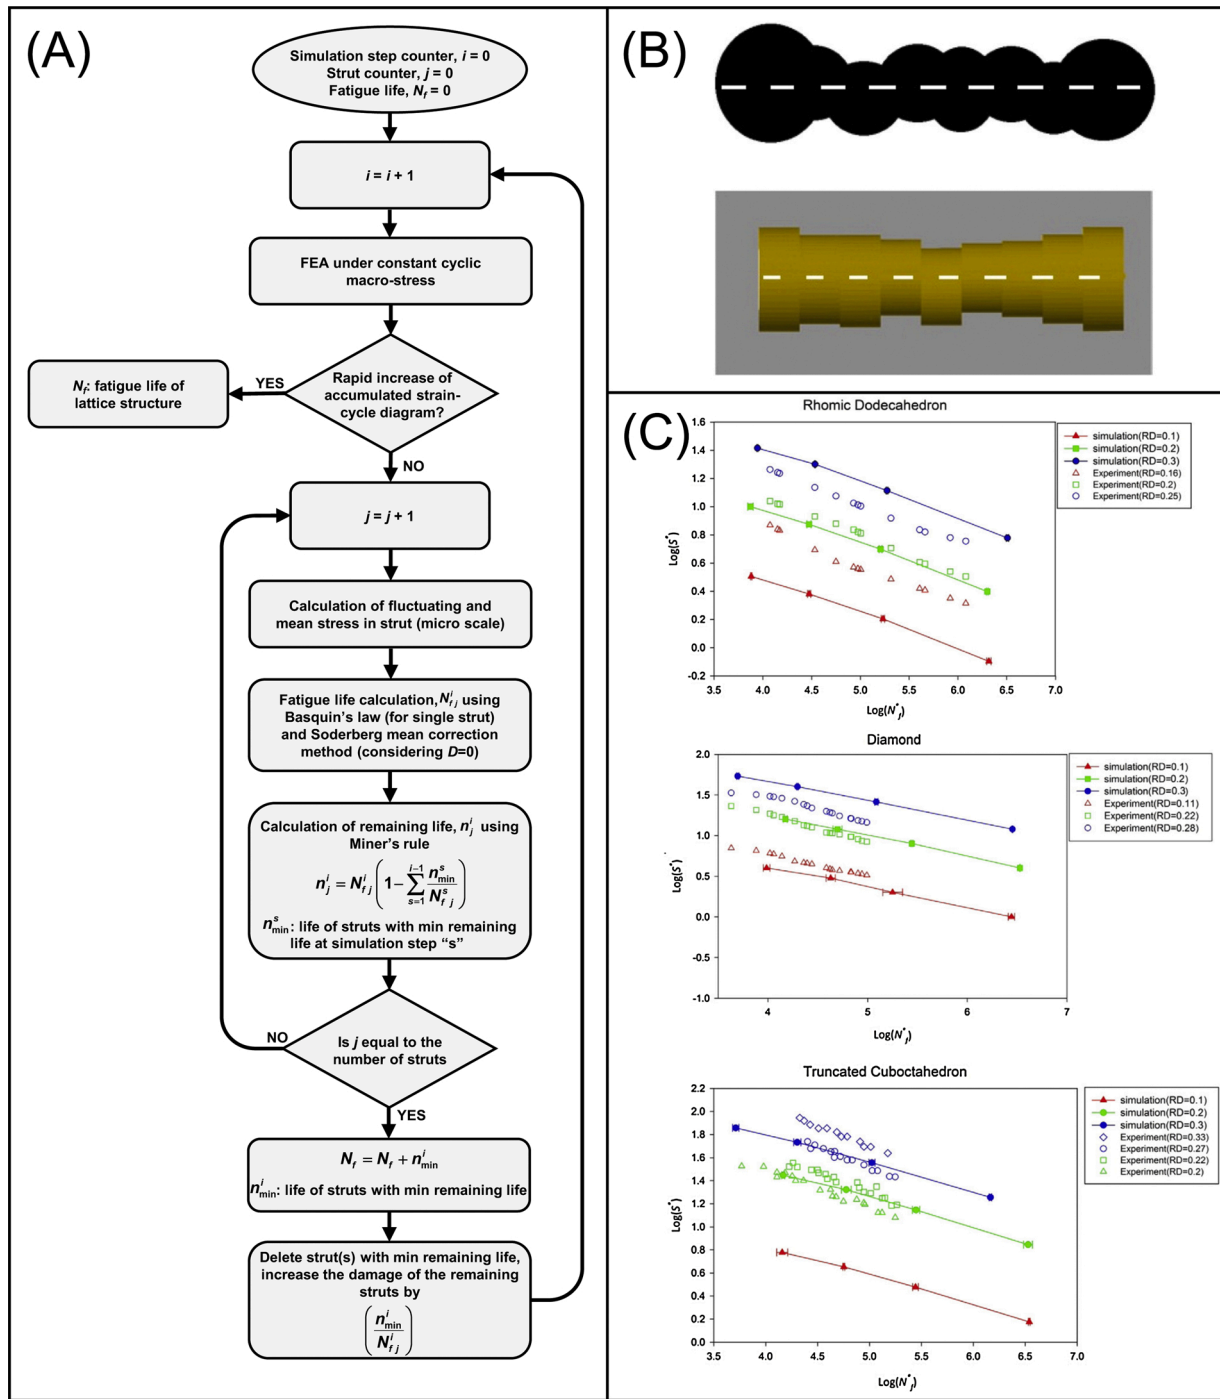 (A)
Simulation step counter, i = 0
Strut counter, j = 0
Fatigue life, N_f = 0
i = i + 1
FEA under constant cyclic
macro-stress
Rapid increase of
accumulated strain-
cycle diagram?
YES
N_f: fatigue life of
lattice structure
NO
j = j + 1
Calculation of fluctuating and
mean stress in strut (micro scale)
Fatigue life calculation, N^i_{f j} using
Basquin's law (for single strut)
and Soderberg mean correction
method (considering D=0)
Calculation of remaining life, n^i_j using
Miner's rule
n^i_j = N^i_{f j} (1 − ∑_{s=1}^{i−1} n^s_min / N^s_{f j})
n^s_min: life of struts with min remaining
life at simulation step "s"
Is j equal to the
number of struts
NO
YES
N_f = N_f + n^i_min
n^i_min: life of struts with min remaining life
Delete strut(s) with min remaining life,
increase the damage of the remaining
struts by
(n^i_min / N^i_{f j})
(B)
(C)
Rhomic Dodecahedron
Log(S*)
1.6
1.4
1.2
1.0
0.8
0.6
0.4
0.2
0.0
-0.2
3.5 4.0 4.5 5.0 5.5 6.0 6.5 7.0
Log(N*_f)
simulation(RD=0.1)
simulation(RD=0.2)
simulation(RD=0.3)
Experiment(RD=0.16)
Experiment(RD=0.2)
Experiment(RD=0.25)
Diamond
Log(S*)
2.0
1.5
1.0
0.5
0.0
-0.5
-1.0
4 5 6 7
Log(N*_f)
simulation(RD=0.1)
simulation(RD=0.2)
simulation(RD=0.3)
Experiment(RD=0.11)
Experiment(RD=0.22)
Experiment(RD=0.28)
Truncated Cuboctahedron
Log(S*)
2.2
2.0
1.8
1.6
1.4
1.2
1.0
0.8
0.6
0.4
0.2
0.0
3.5 4.0 4.5 5.0 5.5 6.0 6.5 7.0
Log(N*_f)
simulation(RD=0.1)
simulation(RD=0.2)
simulation(RD=0.3)
Experiment(RD=0.33)
Experiment(RD=0.27)
Experiment(RD=0.22)
Experiment(RD=0.2)